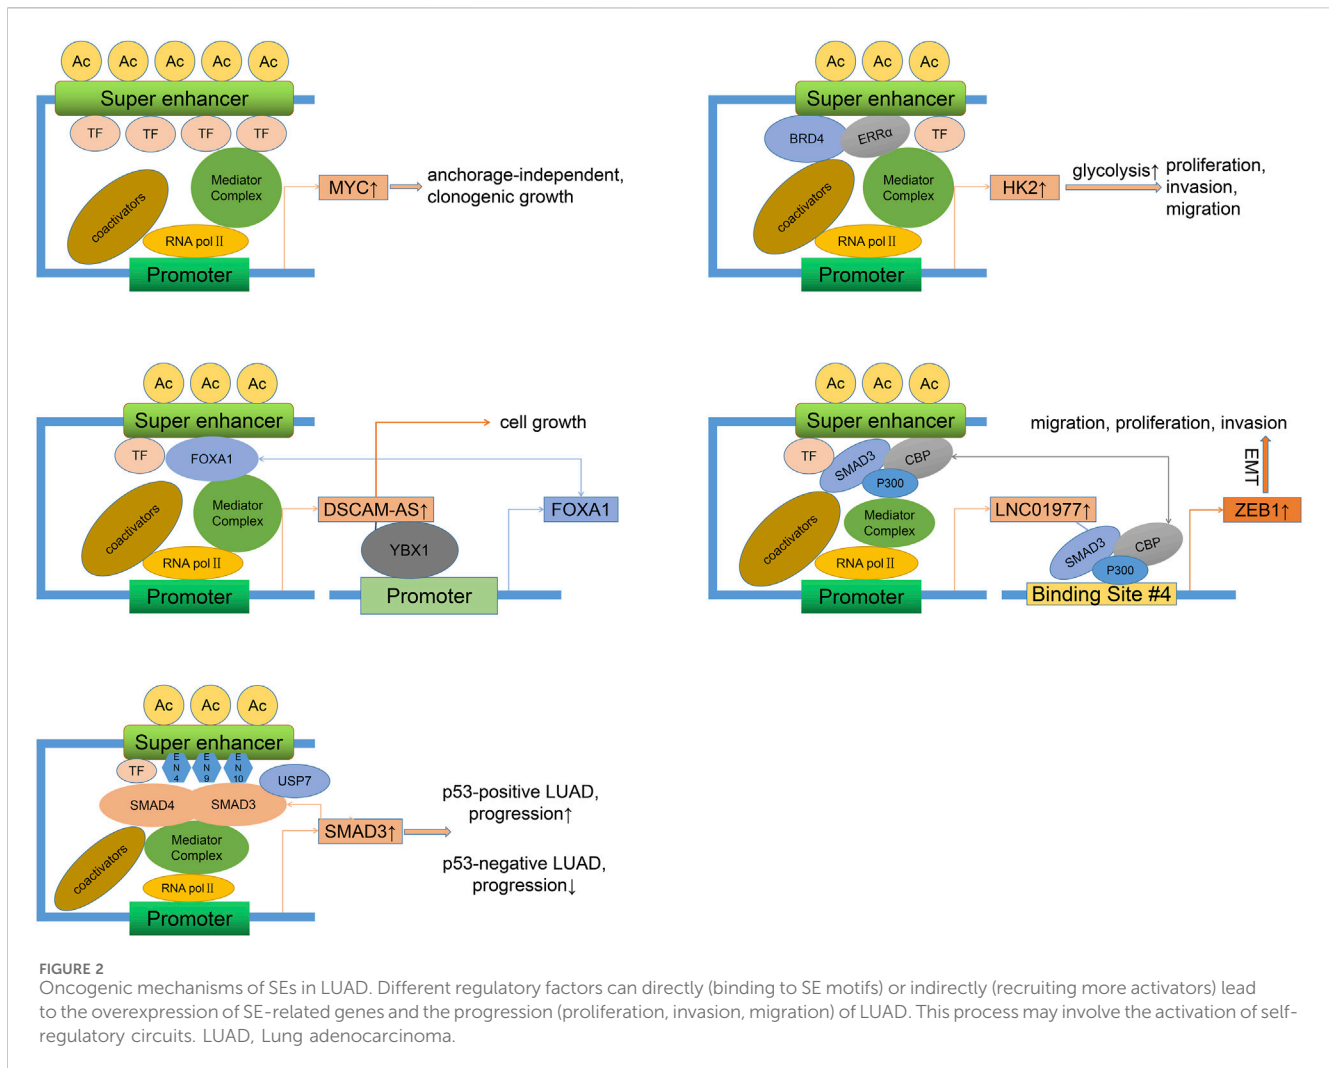 Ac Ac Ac Ac Ac
Super enhancer
TF TF TF TF
Mediator
Complex
coactivators
RNA pol II
Promoter
MYC↑
anchorage-independent,
clonogenic growth
Ac Ac Ac
Super enhancer
BRD4 ERRα TF
Mediator
Complex
coactivators
RNA pol II
Promoter
HK2↑
glycolysis↑
proliferation,
invasion,
migration
Ac Ac Ac
Super enhancer
TF FOXA1
Mediator
Complex
coactivators
RNA pol II
Promoter
DSCAM-AS↑
cell growth
YBX1
Promoter
FOXA1
Ac Ac Ac
Super enhancer
TF SMAD3 CBP
P300
Mediator
Complex
coactivators
RNA pol II
Promoter
LNC01977↑
SMAD3 CBP
P300
Binding Site #4
ZEB1↑
EMT
migration, proliferation, invasion
Ac Ac Ac
Super enhancer
TF
E
N
4
E
N
9
E
N
10
USP7
SMAD4 SMAD3
Mediator
Complex
coactivators
RNA pol II
Promoter
SMAD3↑
p53-positive LUAD,
progression↑
p53-negative LUAD,
progression↓
FIGURE 2
Oncogenic mechanisms of SEs in LUAD. Different regulatory factors can directly (binding to SE motifs) or indirectly (recruiting more activators) lead
to the overexpression of SE-related genes and the progression (proliferation, invasion, migration) of LUAD. This process may involve the activation of self-
regulatory circuits. LUAD, Lung adenocarcinoma.